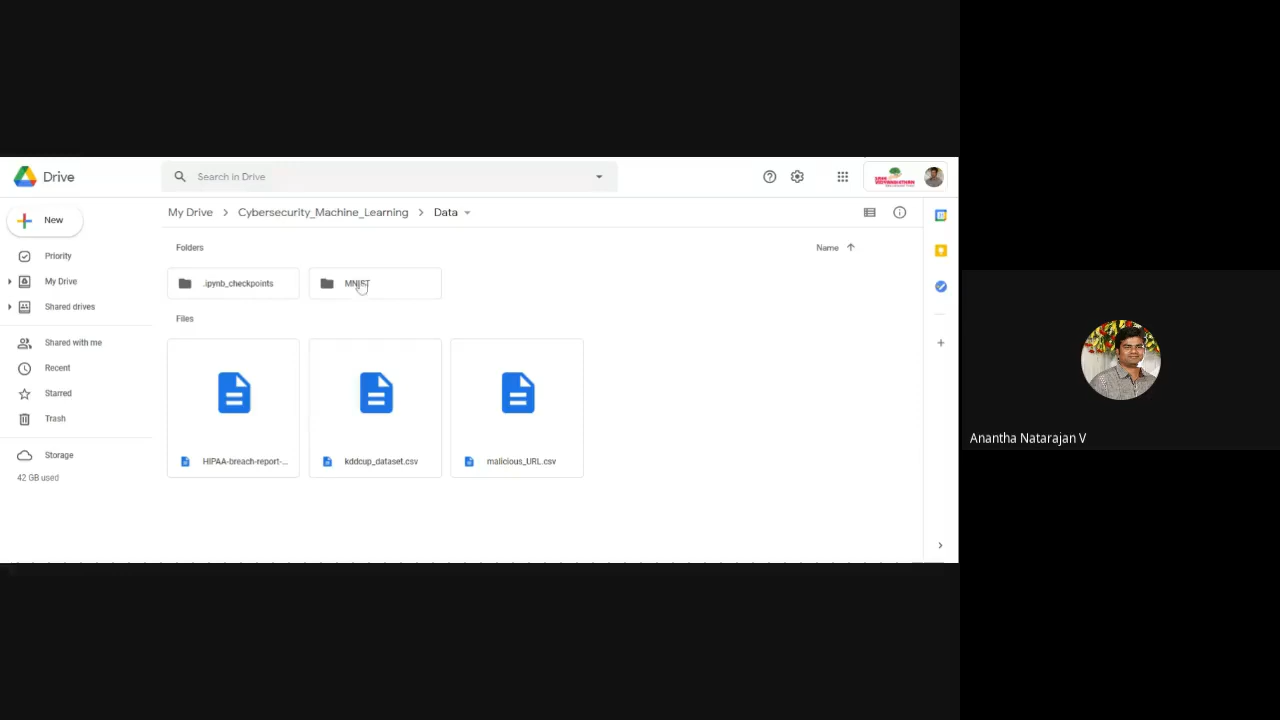 Drive
Search in Drive
New
My Drive
Cybersecurity_Machine_Learning
Data
Priority
My Drive
Shared drives
Shared with me
Recent
Starred
Trash
Storage
42 GB used
Folders
Name
.ipynb_checkpoints
MNIST
Files
HIPAA-breach-report-...
kddcup_dataset.csv
malicious_URL.csv
Anantha Natarajan V